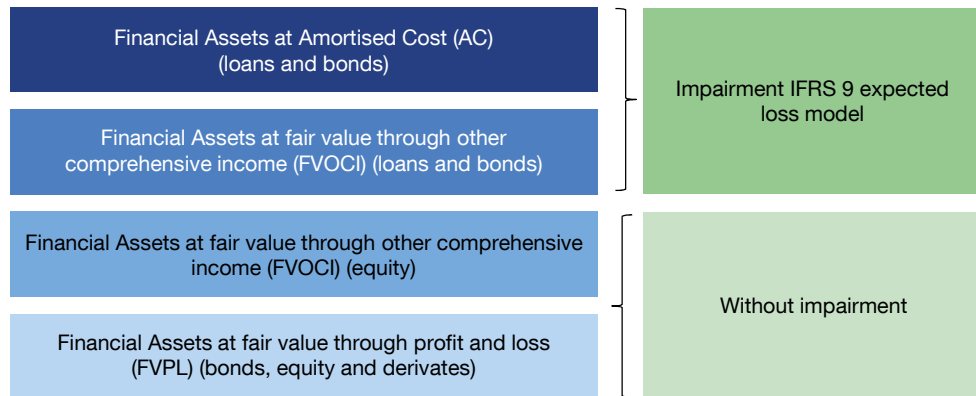 Financial Assets at Amortised Cost (AC)
(loans and bonds)
Financial Assets at fair value through other
comprehensive income (FVOCI) (loans and bonds)
Impairment IFRS 9 expected
loss model
Financial Assets at fair value through other comprehensive
income (FVOCI) (equity)
Financial Assets at fair value through profit and loss
(FVPL) (bonds, equity and derivates)
Without impairment